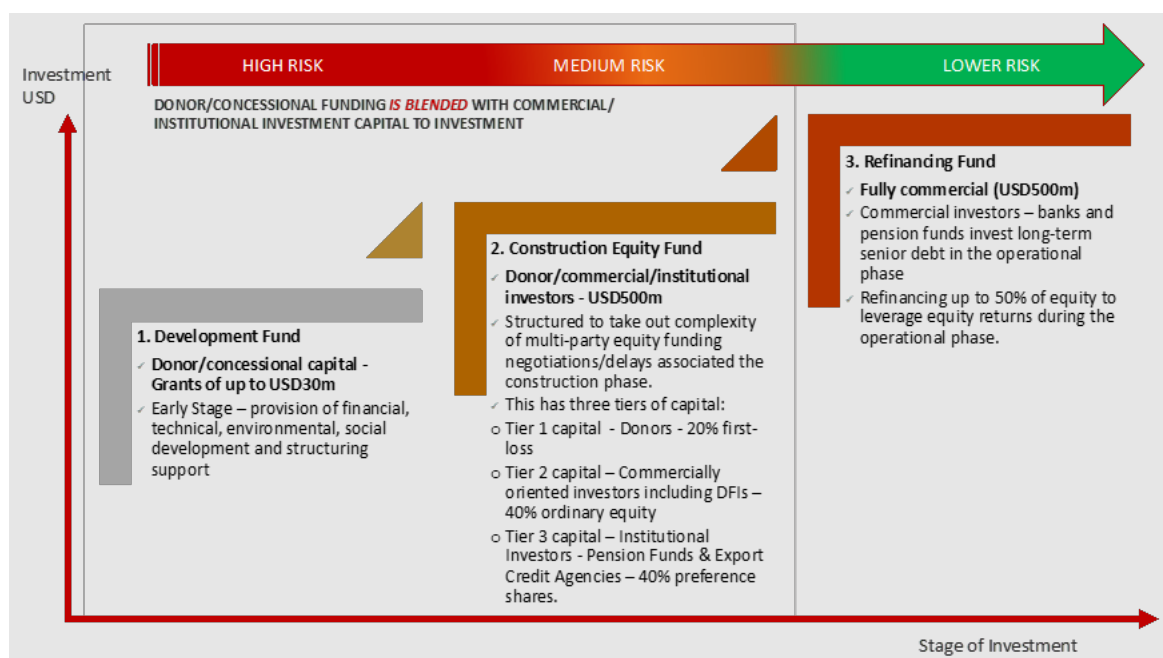 HIGH RISK
MEDIUM RISK
LOWER RISK
Investment
USD
DONOR/CONCESSIONAL FUNDING IS BLENDED WITH COMMERCIAL/
INSTITUTIONAL INVESTMENT CAPITAL TO INVESTMENT
1. Development Fund
✓ Donor/concessional capital -
Grants of up to USD30m
✓ Early Stage – provision of financial,
technical, environmental, social
development and structuring
support
2. Construction Equity Fund
✓ Donor/commercial/institutional
investors - USD500m
✓ Structured to take out complexity
of multi-party equity funding
negotiations/delays associated the
construction phase.
✓ This has three tiers of capital:
o Tier 1 capital - Donors - 20% first-
loss
o Tier 2 capital – Commercially
oriented investors including DFIs –
40% ordinary equity
o Tier 3 capital – Institutional
Investors - Pension Funds & Export
Credit Agencies – 40% preference
shares.
3. Refinancing Fund
✓ Fully commercial (USD500m)
✓ Commercial investors – banks and
pension funds invest long-term
senior debt in the operational
phase
✓ Refinancing up to 50% of equity to
leverage equity returns during the
operational phase.
Stage of Investment